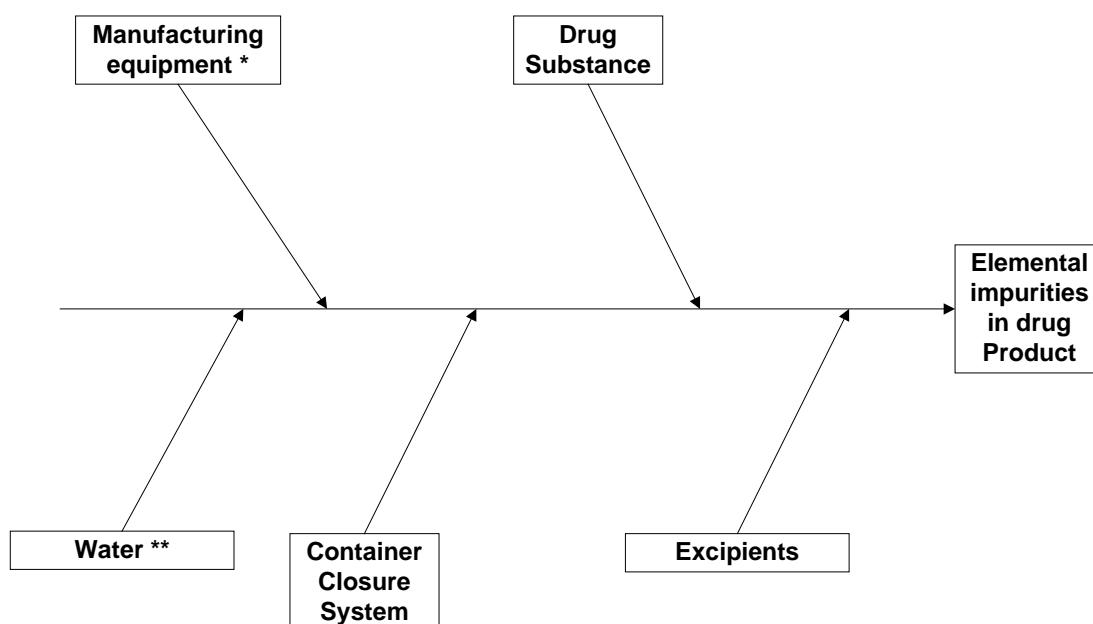 Manufacturing
equipment *
Drug
Substance
Elemental
impurities
in drug
Product
Water **
Container
Closure
System
Excipients